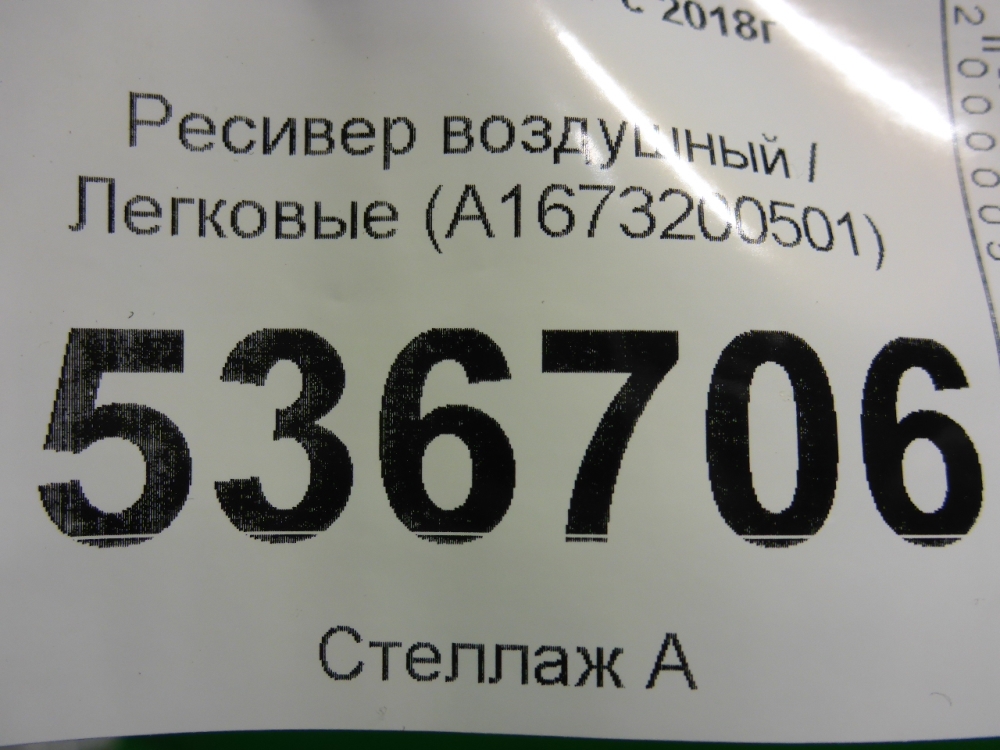 с 2018г
Ресивер воздушный /
Легковые (A1673200501)
536706
Стеллаж А